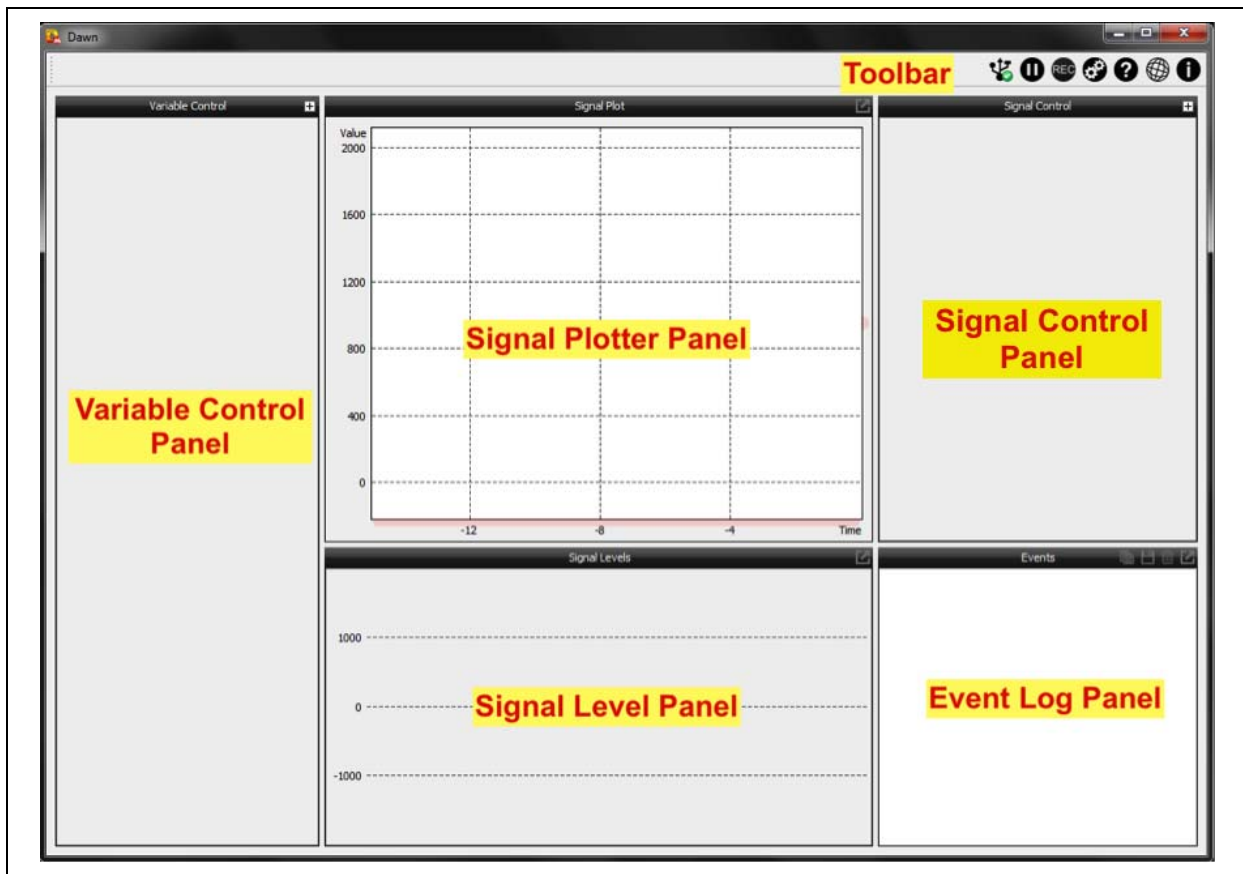 Dawn
Toolbar
REC
Variable Control
Signal Plot
Signal Control
Value
2000
1600
1200
800
400
0
-12
-8
-4
Time
Signal Plotter Panel
Signal Control
Panel
Variable Control
Panel
Signal Levels
Events
1000
0
-1000
Signal Level Panel
Event Log Panel